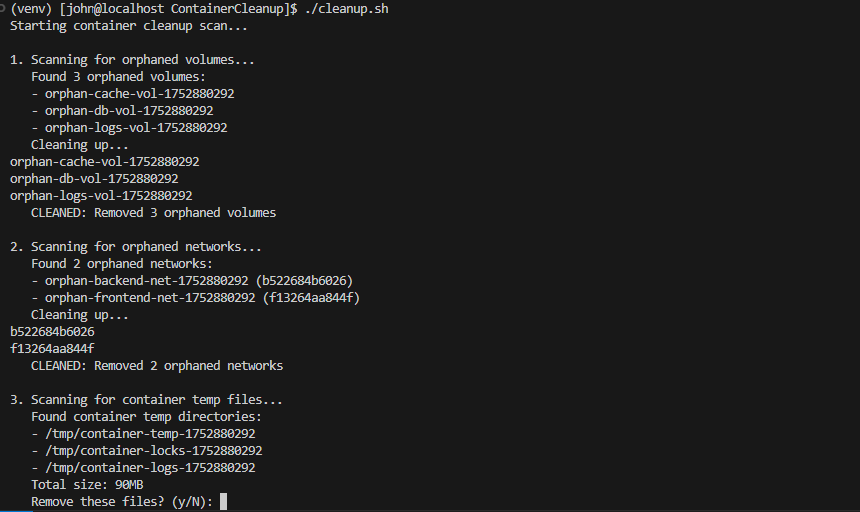 (venv) [john@localhost ContainerCleanup]$ ./cleanup.sh
Starting container cleanup scan...
1. Scanning for orphaned volumes...
Found 3 orphaned volumes:
- orphan-cache-vol-1752880292
- orphan-db-vol-1752880292
- orphan-logs-vol-1752880292
Cleaning up...
orphan-cache-vol-1752880292
orphan-db-vol-1752880292
orphan-logs-vol-1752880292
CLEANED: Removed 3 orphaned volumes
2. Scanning for orphaned networks...
Found 2 orphaned networks:
- orphan-backend-net-1752880292 (b522684b6026)
- orphan-frontend-net-1752880292 (f13264aa844f)
Cleaning up...
b522684b6026
f13264aa844f
CLEANED: Removed 2 orphaned networks
3. Scanning for container temp files...
Found container temp directories:
- /tmp/container-temp-1752880292
- /tmp/container-locks-1752880292
- /tmp/container-logs-1752880292
Total size: 90MB
Remove these files? (y/N):